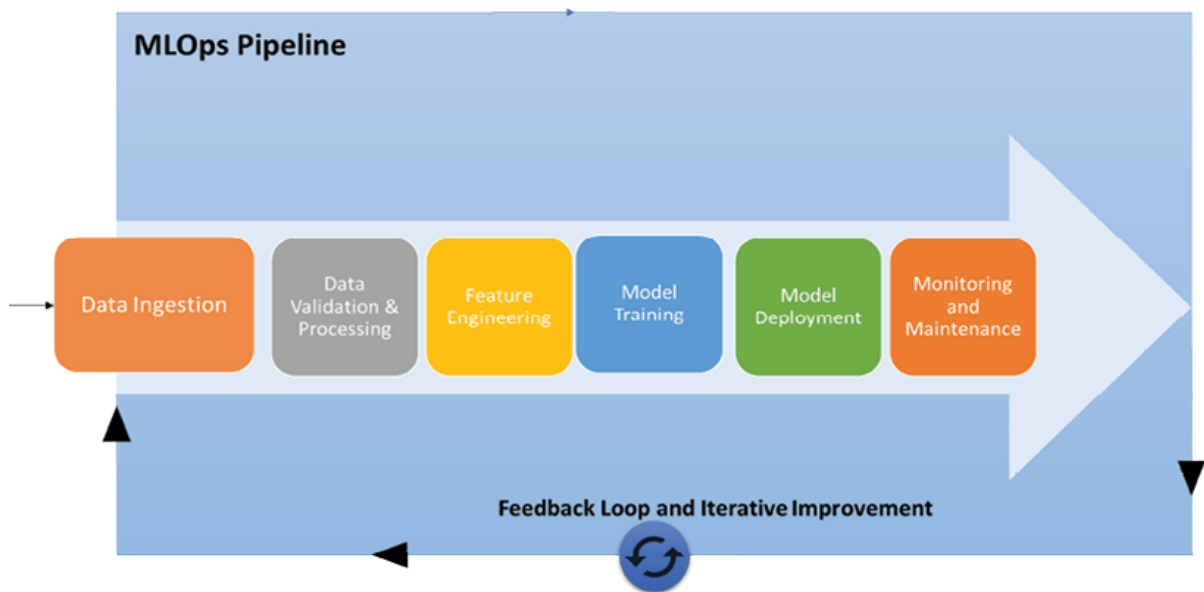 MLOps Pipeline
Data Ingestion
Data
Validation &
Processing
Feature
Engineering
Model
Training
Model
Deployment
Monitoring
and
Maintenance
Feedback Loop and Iterative Improvement